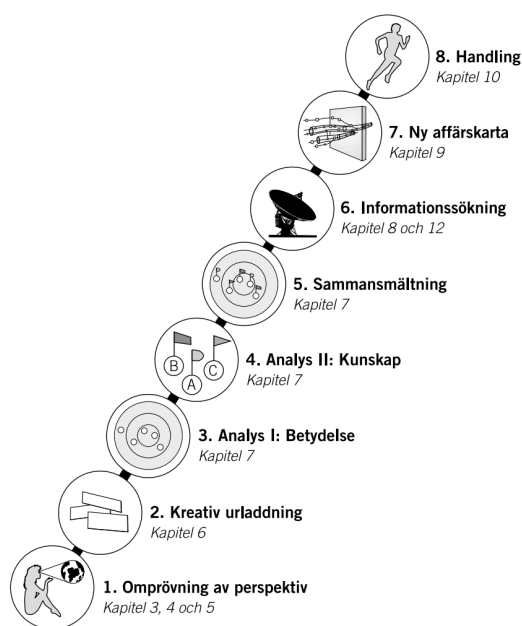 8. Handling
Kapitel 10
7. Ny affärskarta
Kapitel 9
6. Informationssökning
Kapitel 8 och 12
5. Sammansmältning
Kapitel 7
B
A
C
4. Analys II: Kunskap
Kapitel 7
3. Analys I: Betydelse
Kapitel 7
2. Kreativ urladdning
Kapitel 6
1. Omprövning av perspektiv
Kapitel 3, 4 och 5